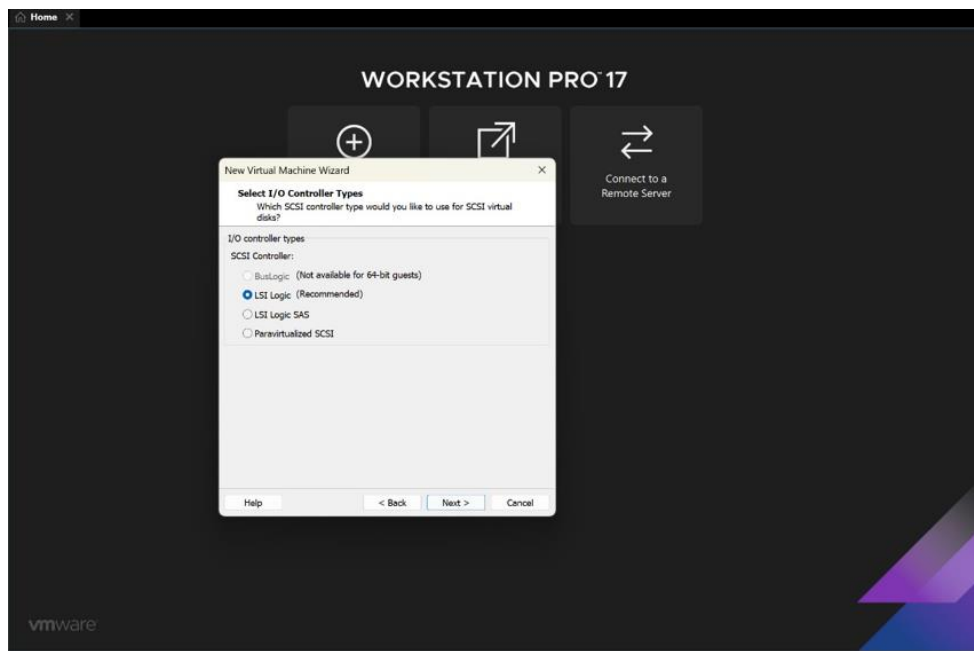 Home
WORKSTATION PRO™ 17
Connect to a
Remote Server
New Virtual Machine Wizard
Select I/O Controller Types
Which SCSI controller type would you like to use for SCSI virtual
disks?
I/O controller types
SCSI Controller:
BusLogic (Not available for 64-bit guests)
LSI Logic (Recommended)
LSI Logic SAS
Paravirtualized SCSI
Help < Back Next > Cancel
vmware